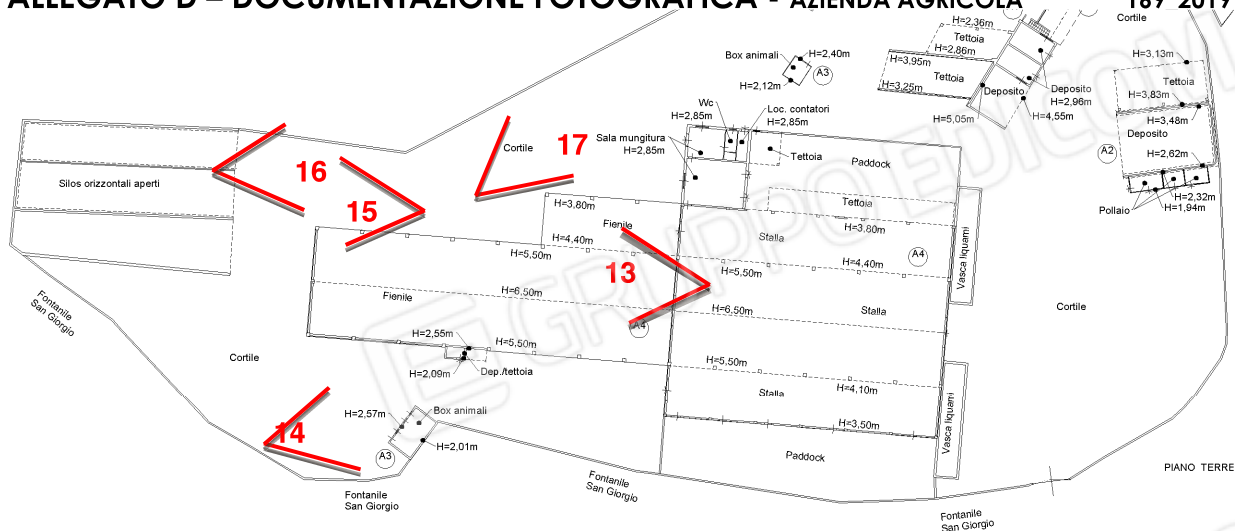 ALLEGATO D – DOCUMENTAZIONE FOTOGRAFICA - AZIENDA AGRICOLA 189 2019
Cortile
H=2,36m
Tettoia
H=2,86m
H=3,95m
Tettoia
H=3,25m
Deposito
Deposito
H=2,96m
H=4,55m
H=5,05m
H=3,13m
Tettoia
H=3,83m
H=3,48m
Deposito
A2
H=2,62m
H=2,32m
H=1,94m
Pollaio
Box animali
H=2,40m
A3
H=2,12m
Wc
H=2,85m
Loc. contatori
H=2,85m
Sala mungitura
H=2,85m
Tettoia
Paddock
Cortile
17
16
15
Silos orizzontali aperti
H=3,80m
Fienile
H=4,40m
H=5,50m
Tettoia
H=3,80m
Stalla
H=4,40m
A4
Vasca liquami
13
H=5,50m
Fienile
H=6,50m
H=6,50m
Stalla
Cortile
A4
Fontanile
San Giorgio
Cortile
H=2,55m
H=5,50m
H=2,09m
Dep./tettoia
H=5,50m
Stalla
H=4,10m
H=3,50m
Vasca liquami
14
H=2,57m
Box animali
H=2,01m
A3
Paddock
PIANO TERRE
Fontanile
San Giorgio
Fontanile
San Giorgio
Fontanile
San Giorgio
E GRUPPO EDICOM